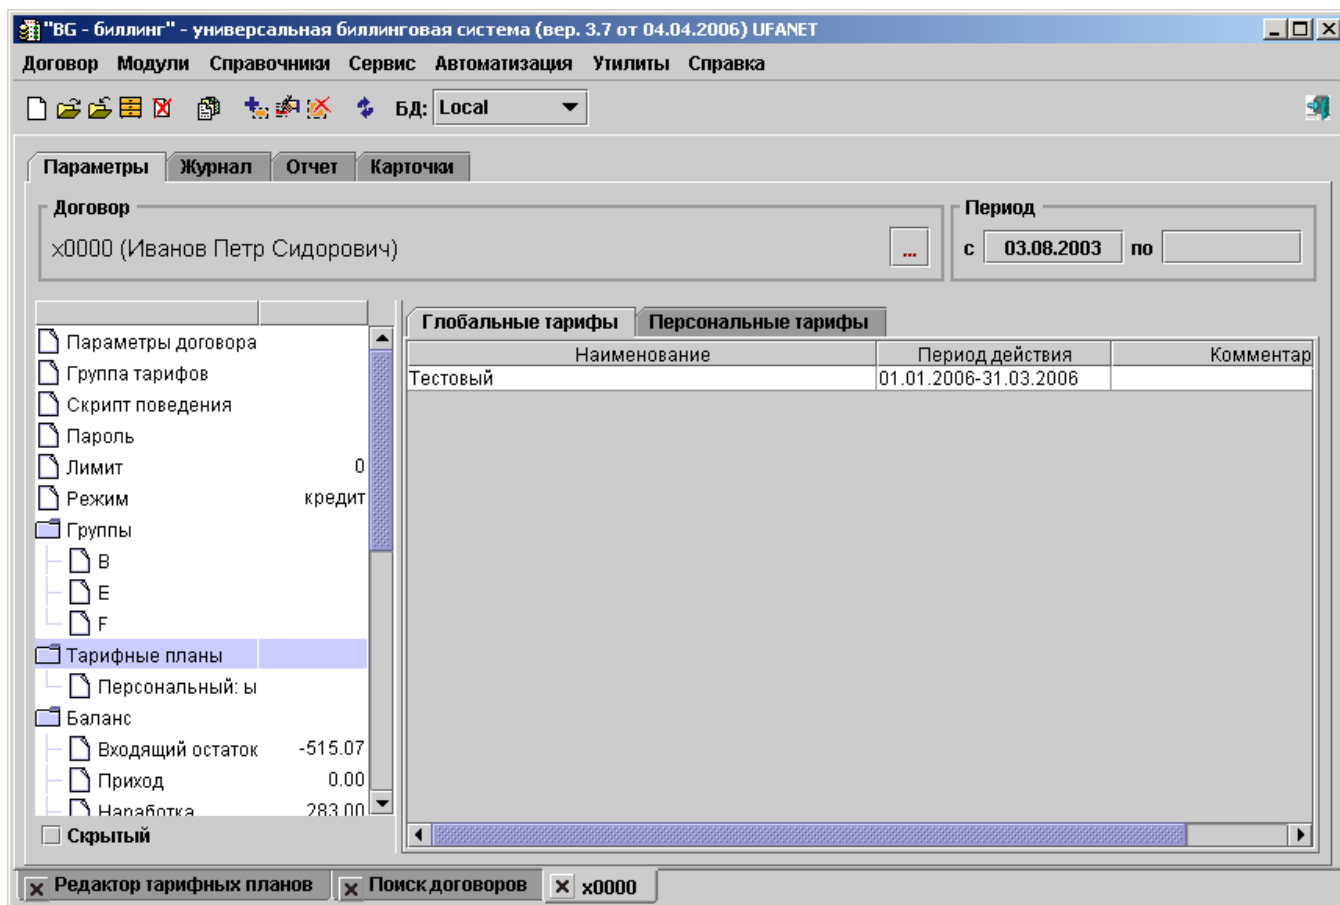 "BG - биллинг" - универсальная биллинговая система (вер. 3.7 от 04.04.2006) UFANET
Договор Модули Справочники Сервис Автоматизация Утилиты Справка
БД: Local
Параметры Журнал Отчет Карточки
Договор Период
x0000 (Иванов Петр Сидорович) ... с 03.08.2003 по
Глобальные тарифы Персональные тарифы
Наименование Период действия Комментар
Тестовый 01.01.2006-31.03.2006
Параметры договора
Группа тарифов
Скрипт поведения
Пароль
Лимит 0
Режим кредит
Группы
B
E
F
Тарифные планы
Персональный: ы
Баланс
Входящий остаток -515.07
Приход 0.00
Наработка 283.00
Скрытый
Редактор тарифных планов Поиск договоров x0000